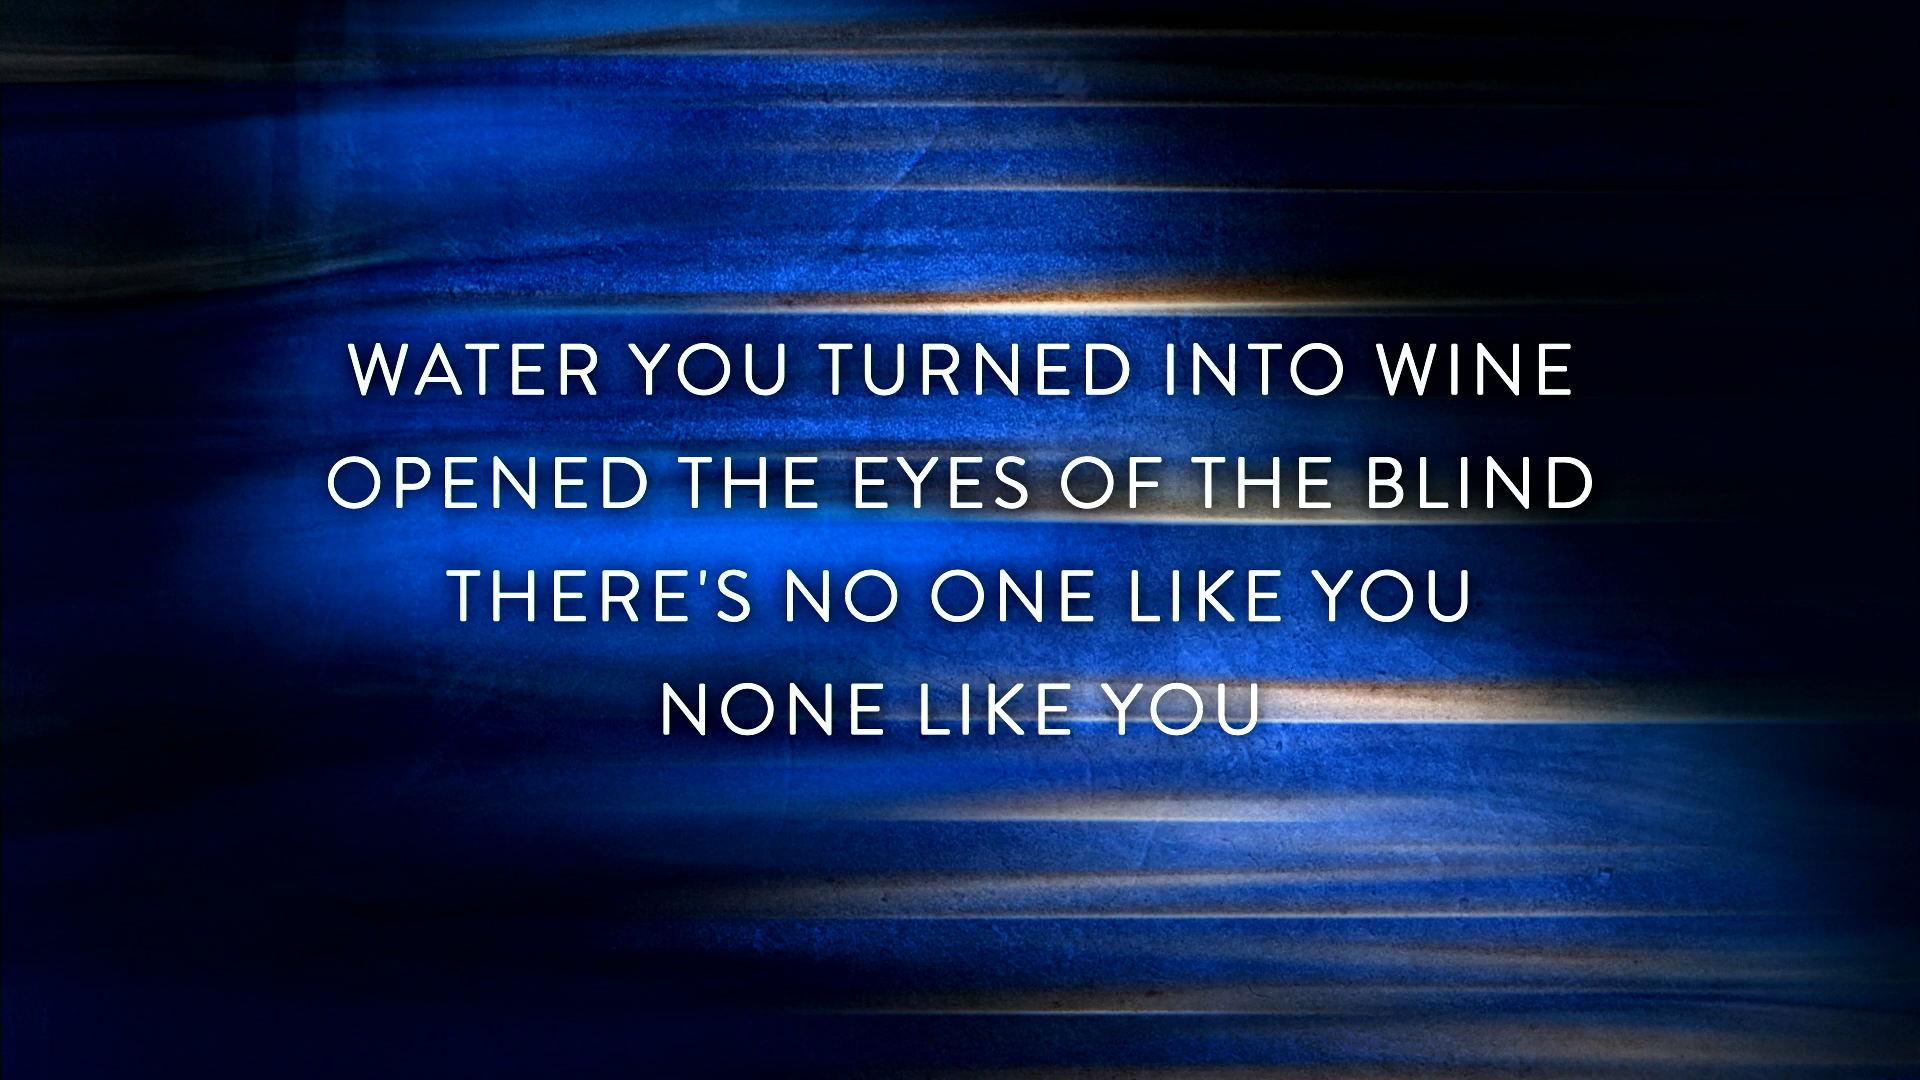 WATER YOU TURNED INTO WINE
OPENED THE EYES OF THE BLIND
THERE'S NO ONE LIKE YOU
NONE LIKE YOU